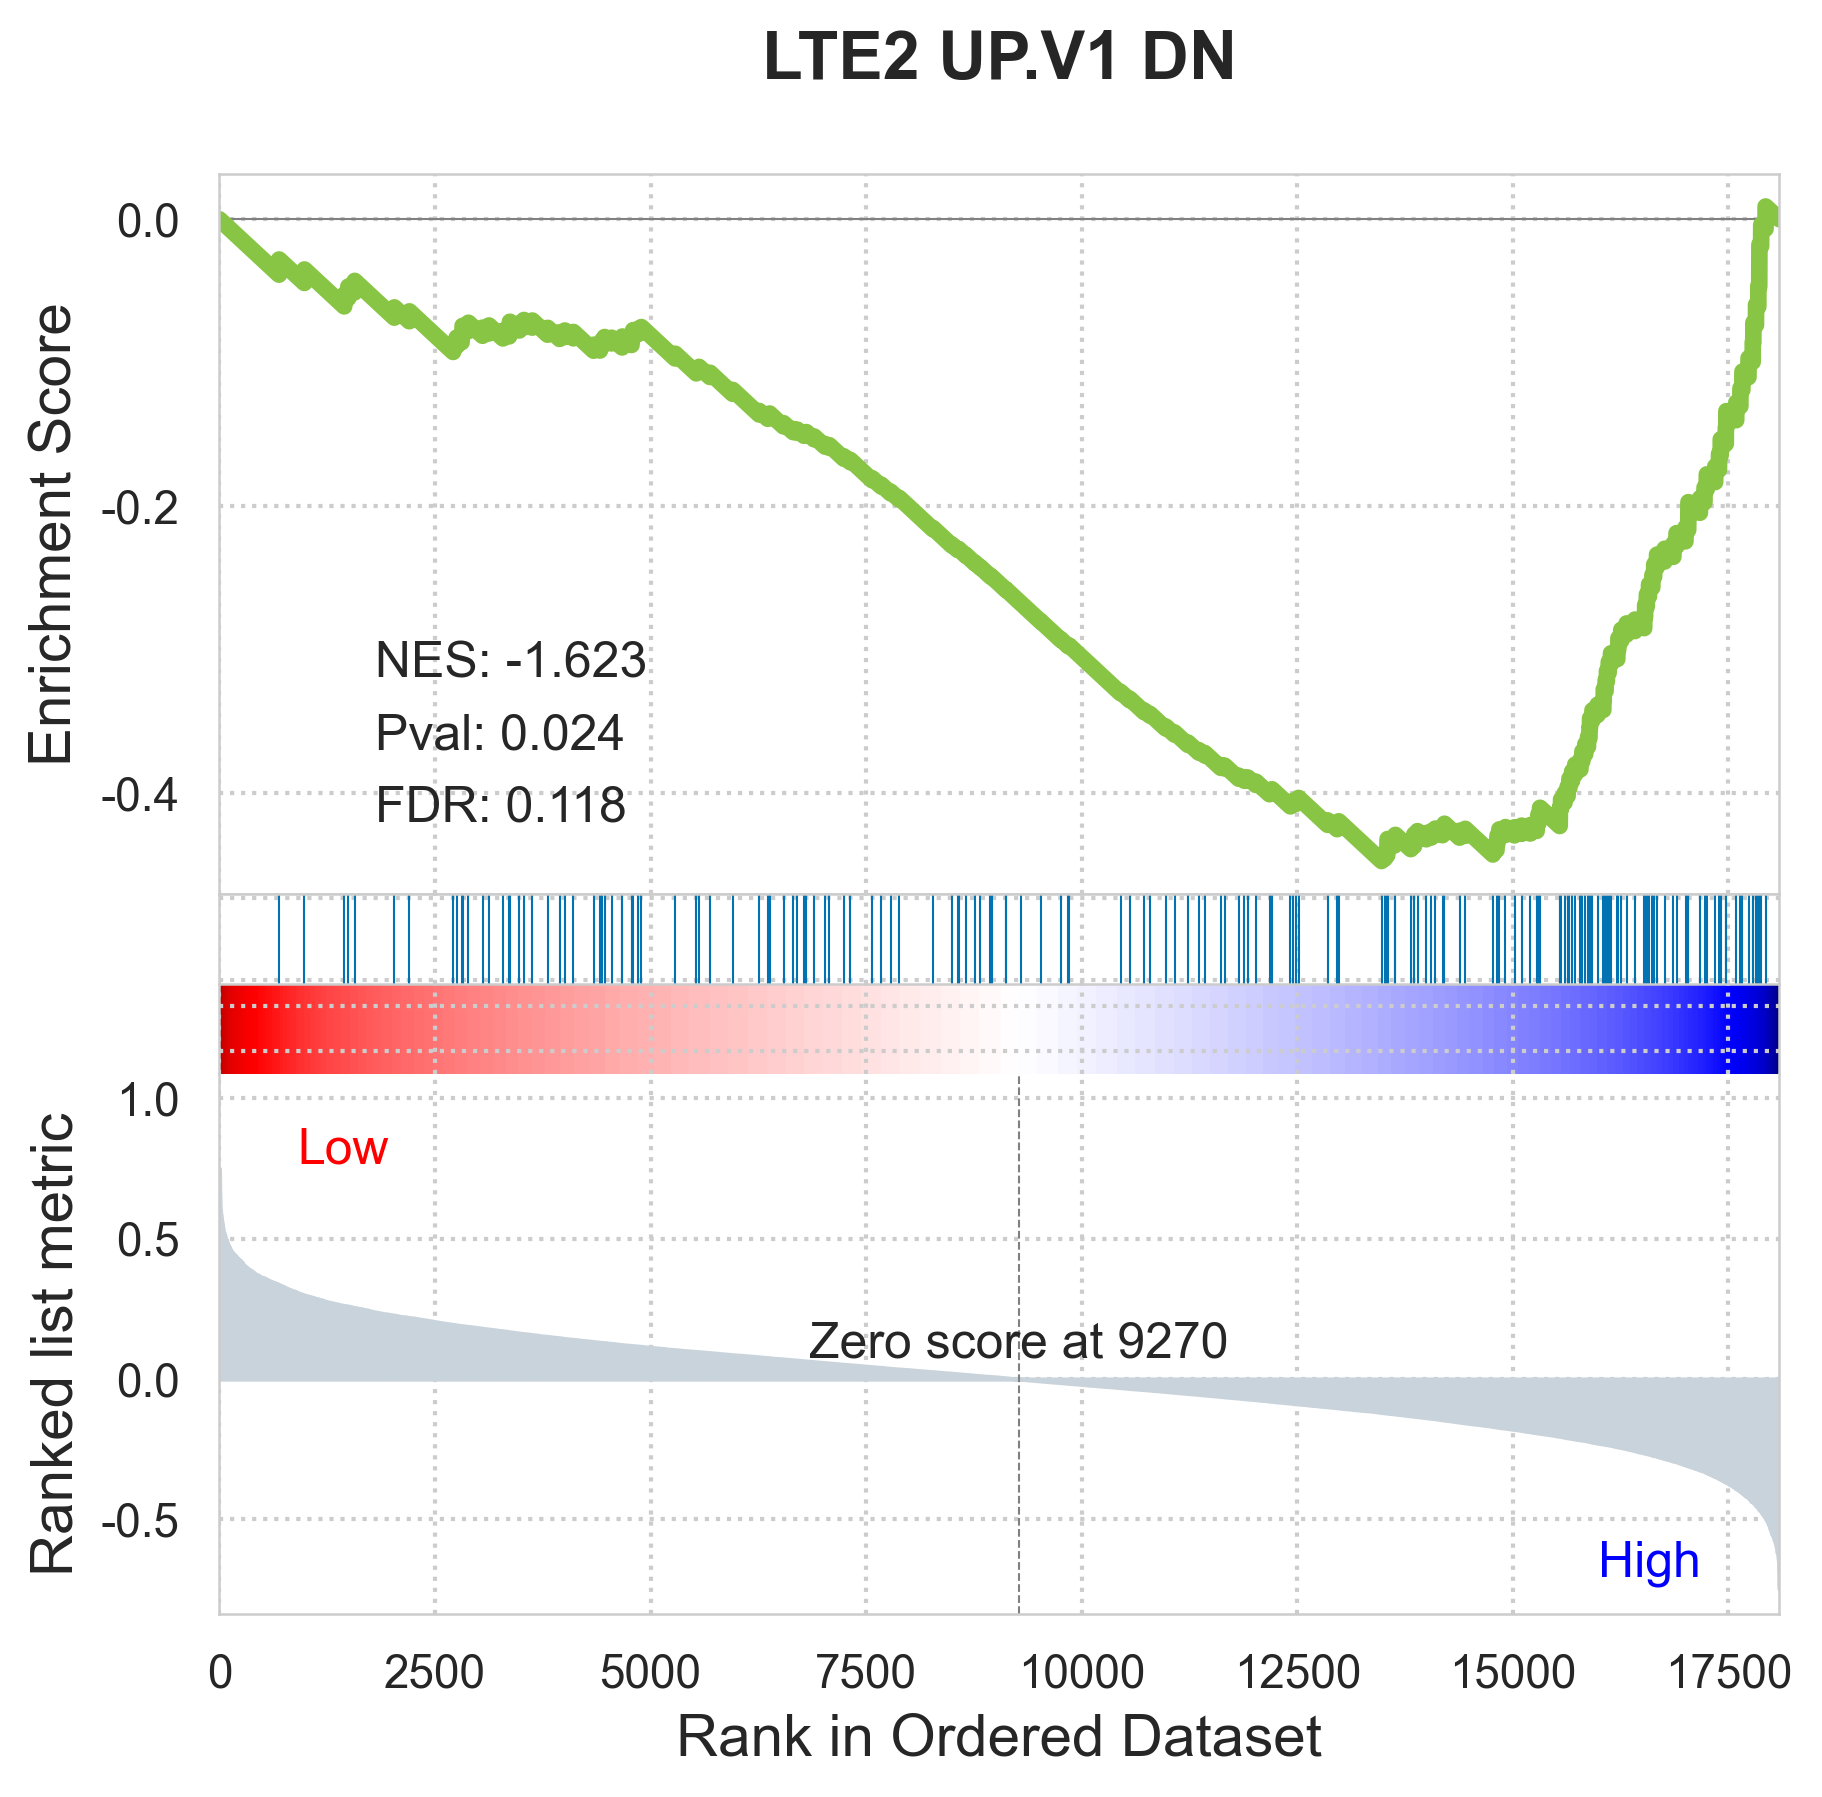 LTE2 UP.V1 DN
Enrichment Score
0.0
-0.2
-0.4
NES: -1.623
Pval: 0.024
FDR: 0.118
Ranked list metric
1.0
0.5
0.0
-0.5
Low
Zero score at 9270
High
0 2500 5000 7500 10000 12500 15000 17500
Rank in Ordered Dataset